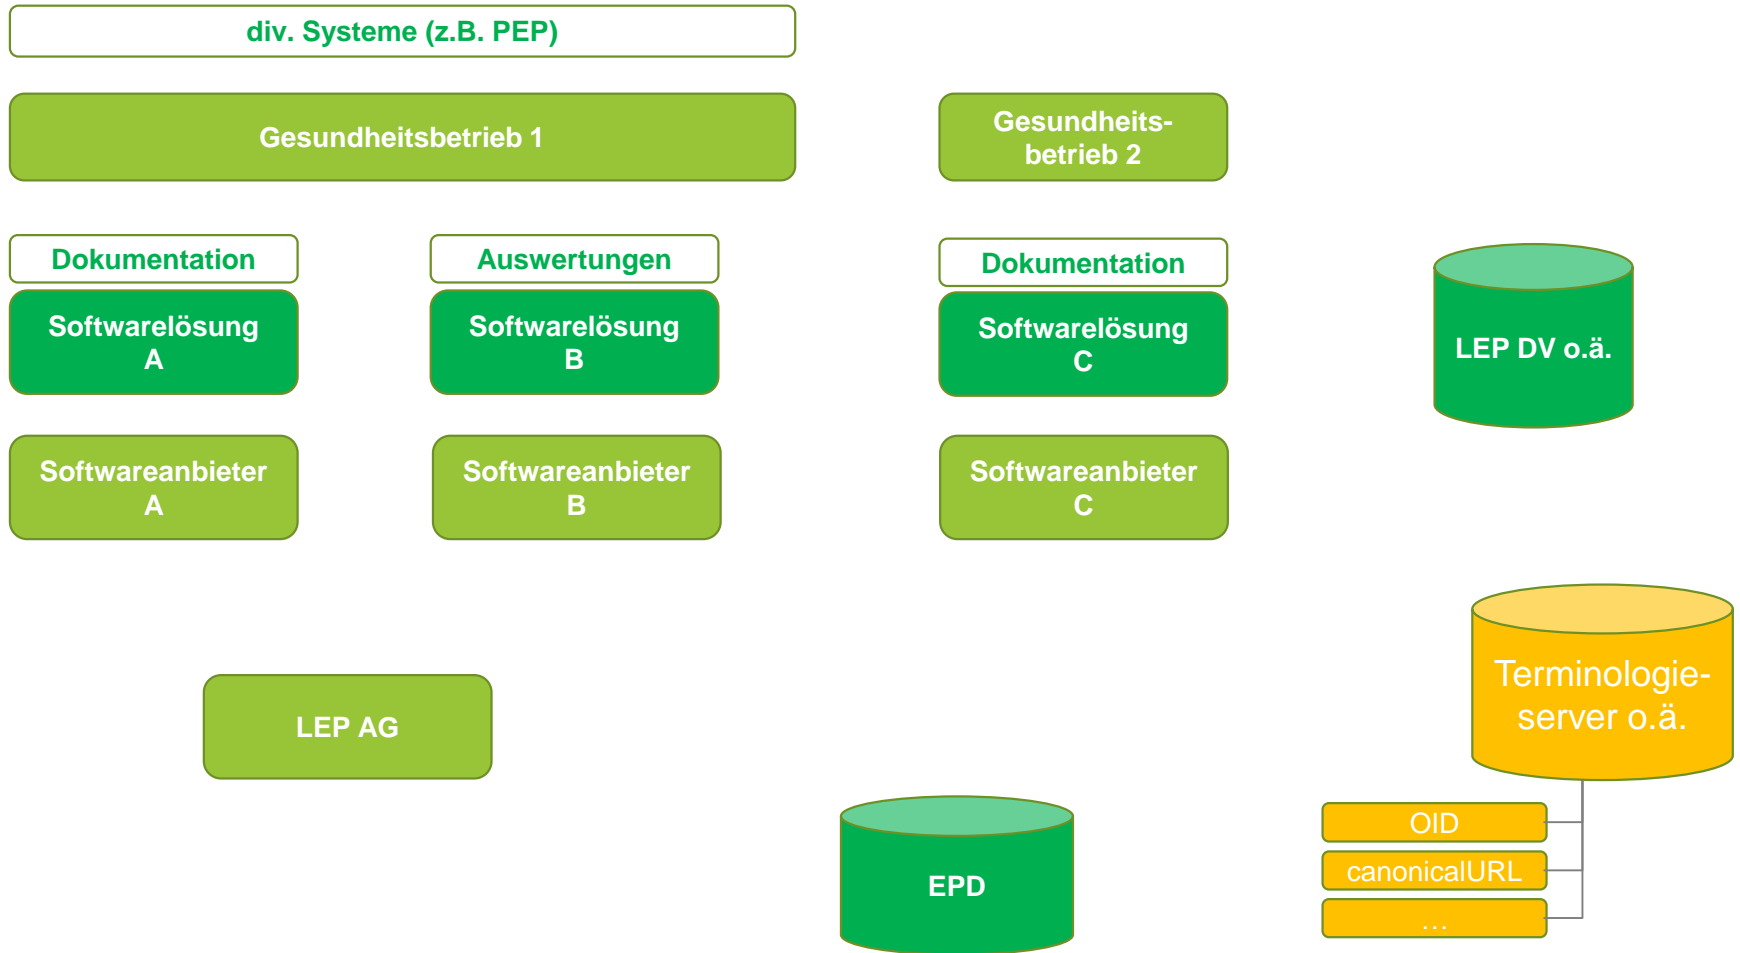 div. Systeme (z.B. PEP)
Gesundheitsbetrieb 1
Gesundheits-
betrieb 2
Dokumentation
Auswertungen
Dokumentation
Softwarelösung
A
Softwarelösung
B
Softwarelösung
C
LEP DV o.ä.
Softwareanbieter
A
Softwareanbieter
B
Softwareanbieter
C
Terminologie-
server o.ä.
LEP AG
OID
canonicalURL
...
EPD